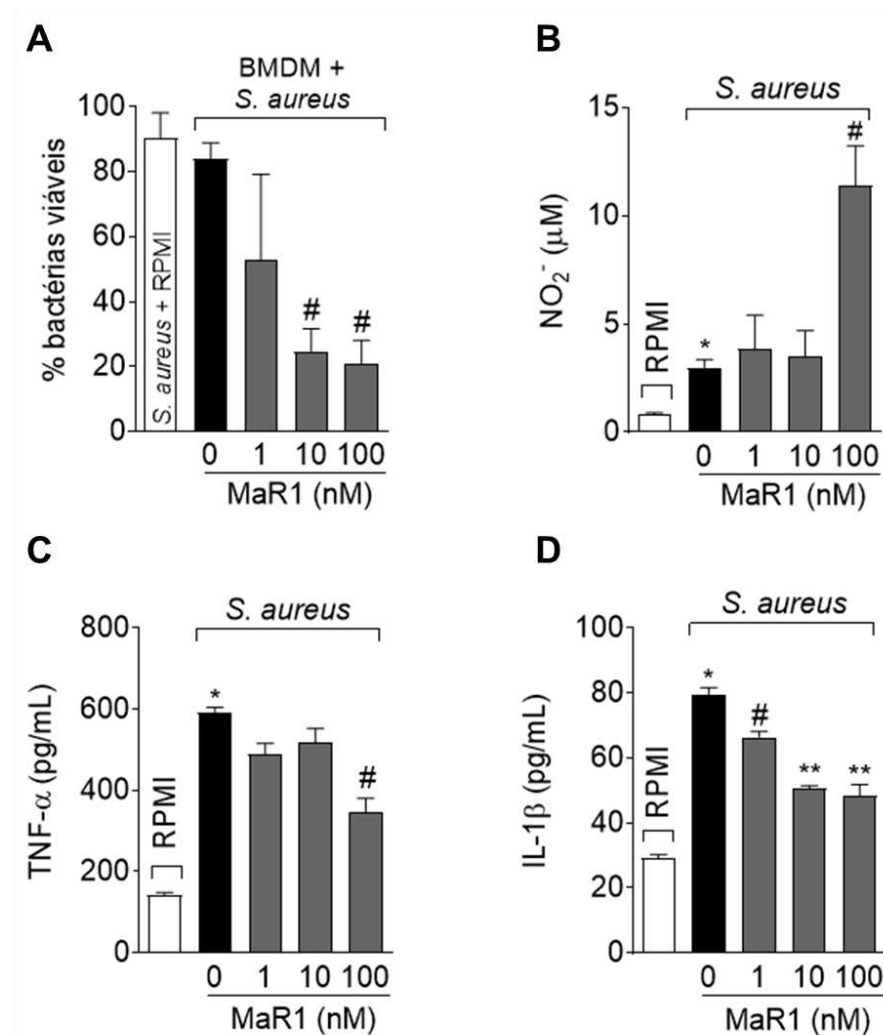 A
BMDM +
S. aureus
% bactérias viáveis
100
80
60
40
20
0
S. aureus + RPMI
#
#
0 1 10 100
MaR1 (nM)
B
S. aureus
NO₂⁻ (μM)
15
10
5
0
RPMI
*
#
0 1 10 100
MaR1 (nM)
C
S. aureus
TNF-α (pg/mL)
800
600
400
200
0
RPMI
*
#
0 1 10 100
MaR1 (nM)
D
S. aureus
IL-1β (pg/mL)
100
80
60
40
20
0
RPMI
*
#
**
**
0 1 10 100
MaR1 (nM)